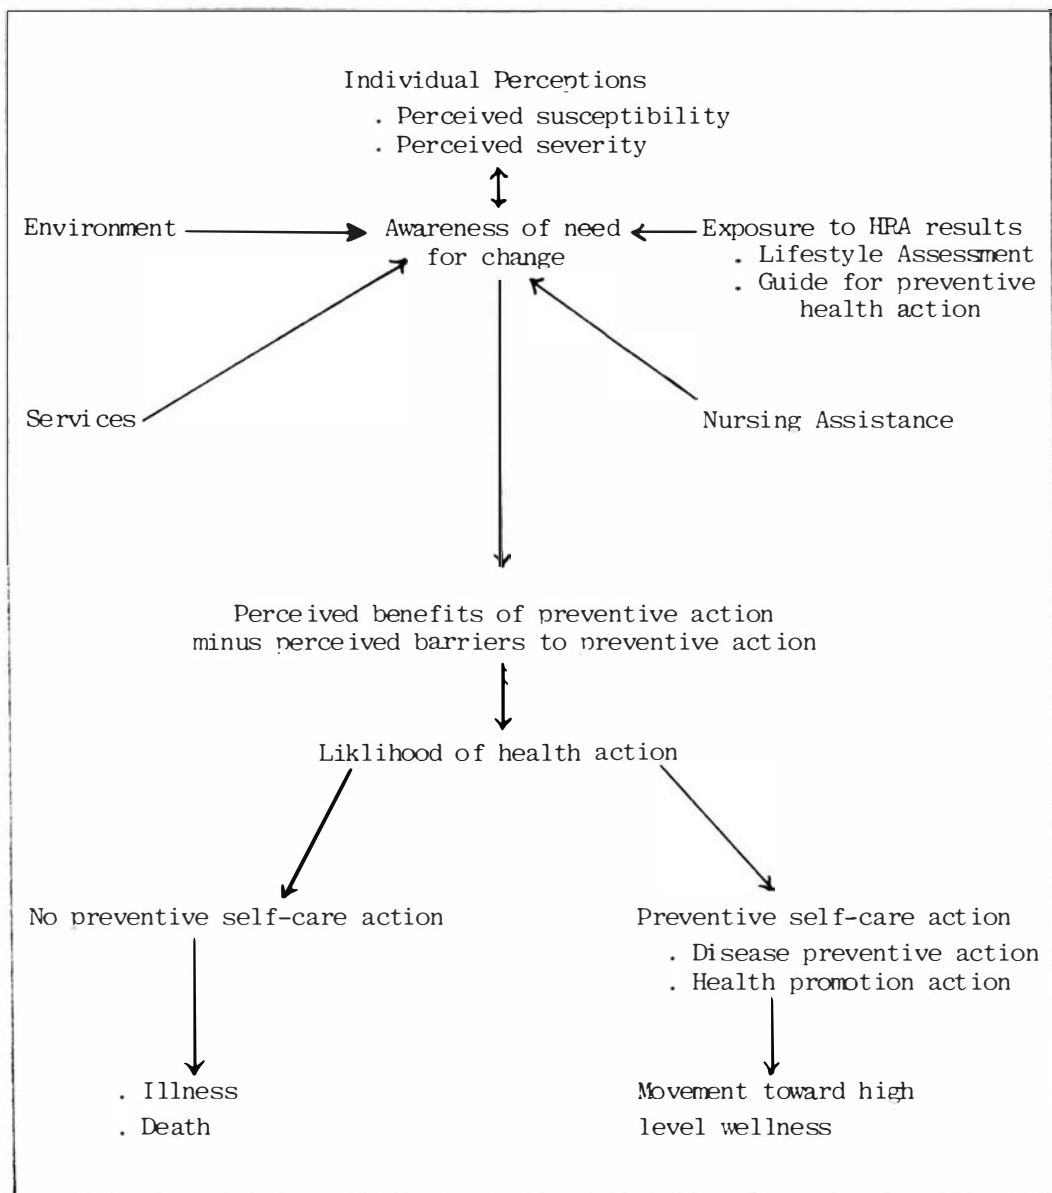 Individual Perceptions
. Perceived susceptibility
. Perceived severity
Environment
Awareness of need
for change
Exposure to HRA results
. Lifestyle Assessment
. Guide for preventive
health action
Services
Nursing Assistance
Perceived benefits of preventive action
minus perceived barriers to preventive action
Liklihood of health action
No preventive self-care action
Preventive self-care action
. Disease preventive action
. Health promotion action
. Illness
. Death
Movement toward high
level wellness